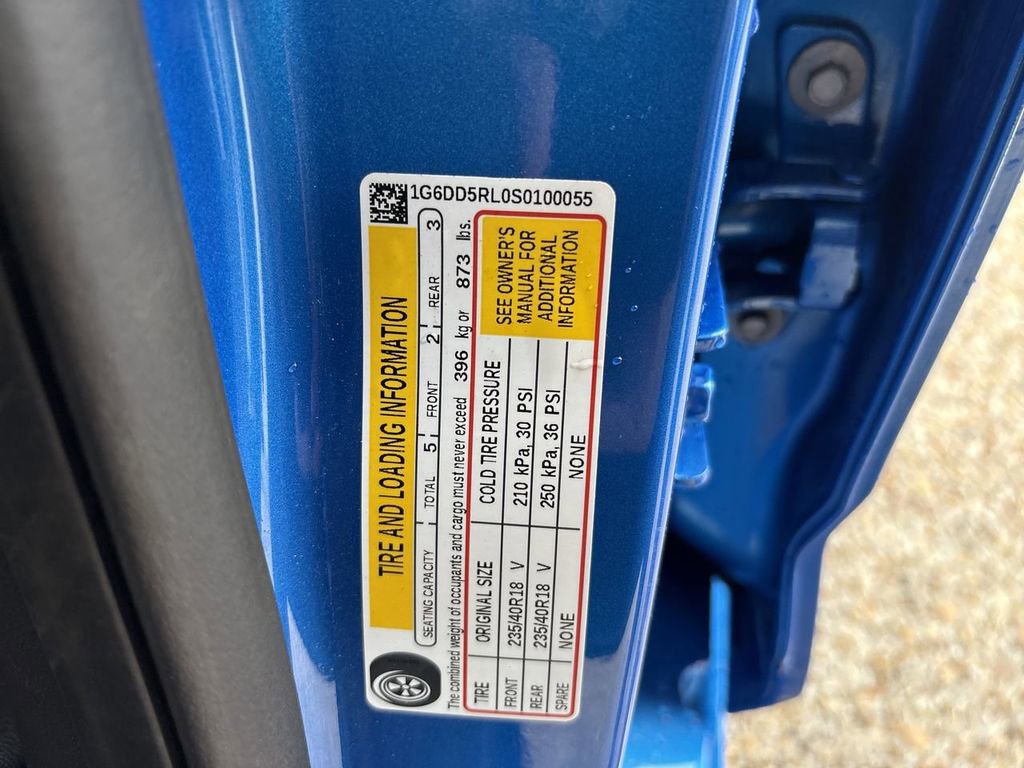 1G6DD5RL0S0100055
TIRE AND LOADING INFORMATION
SEATING CAPACITY TOTAL 5 FRONT 2 REAR 3
The combined weight of occupants and cargo must never exceed 396 kg or 873 lbs.
TIRE ORIGINAL SIZE COLD TIRE PRESSURE
FRONT 235/40R18 V 210 kPa, 30 PSI
REAR 235/40R18 V 250 kPa, 36 PSI
SPARE NONE NONE
SEE OWNER'S
MANUAL FOR
ADDITIONAL
INFORMATION